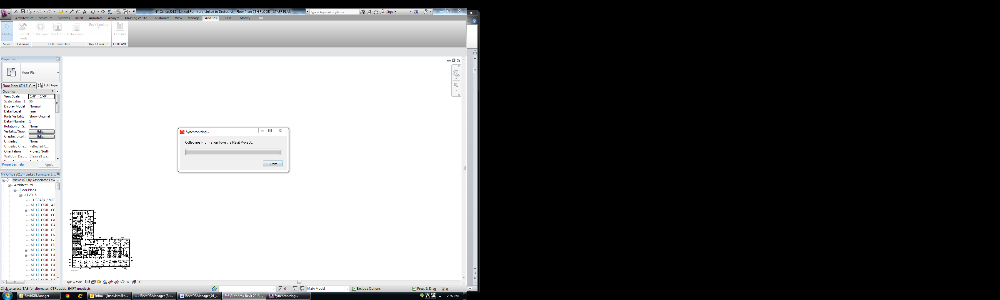 NY Office 2013 - Linked Furniture_Linked to Drofus.rvt - Floor Plan: 6TH FLOOR - STAFF PLAN
Type a keyword or phrase
Sign In
Architecture Structure Systems Insert Annotate Analyze Massing & Site Collaborate View Manage Add-Ins HOK Modify
Modify
External
Tools
Data Sync
Data Editor
Data Viewer
Revit Lookup
Test AVF
Select
External
HOK Revit Data
Revit Lookup
HOK AVF
Properties
Floor Plan
Floor Plan: 6TH FLC
Edit Type
Graphics
View Scale 1/8" = 1'-0"
Scale Value 1: 96
Display Model Normal
Detail Level Fine
Parts Visibility Show Original
Detail Number 1
Rotation on S... None
Visibility/Grap... Edit...
Graphic Displ... Edit...
Underlay None
Underlay Orie... Reflected C...
Orientation Project North
Wall Join Disp... Clean all wa...
Discipline Architectural
Properties help
Apply
NY Office 2013 - Linked Furniture_Li...
Views (01 By Associated Leve
Architectural
Floor Plans
LEVEL 6
- LIBRARY / MEE
6TH FLOOR - AR
6TH FLOOR - CO
6TH FLOOR - CO
6TH FLOOR - Co
6TH FLOOR - DA
6TH FLOOR - DE
6TH FLOOR - EM
6TH FLOOR - Exi
6TH FLOOR - FEC
6TH FLOOR - FIN
6TH FLOOR - FU
6TH FLOOR - FU
6TH FLOOR - FU
6TH FLOOR - FU
6TH FLOOR - FU
Synchronizing...
Collecting Information from the Revit Project...
Close
2D
1/8" = 1'-0"
Click to select, TAB for alternates, CTRL adds, SHIFT unselects.
:0
Main Model
Exclude Options
Press & Drag
:0
RevitDBManager
Inbox - jinsol.kim@h...
RevitDBManager (Ru...
RevitDBManager_01_...
Autodesk Revit 2013 ...
Synchronizing...
A 漢
2:26 PM